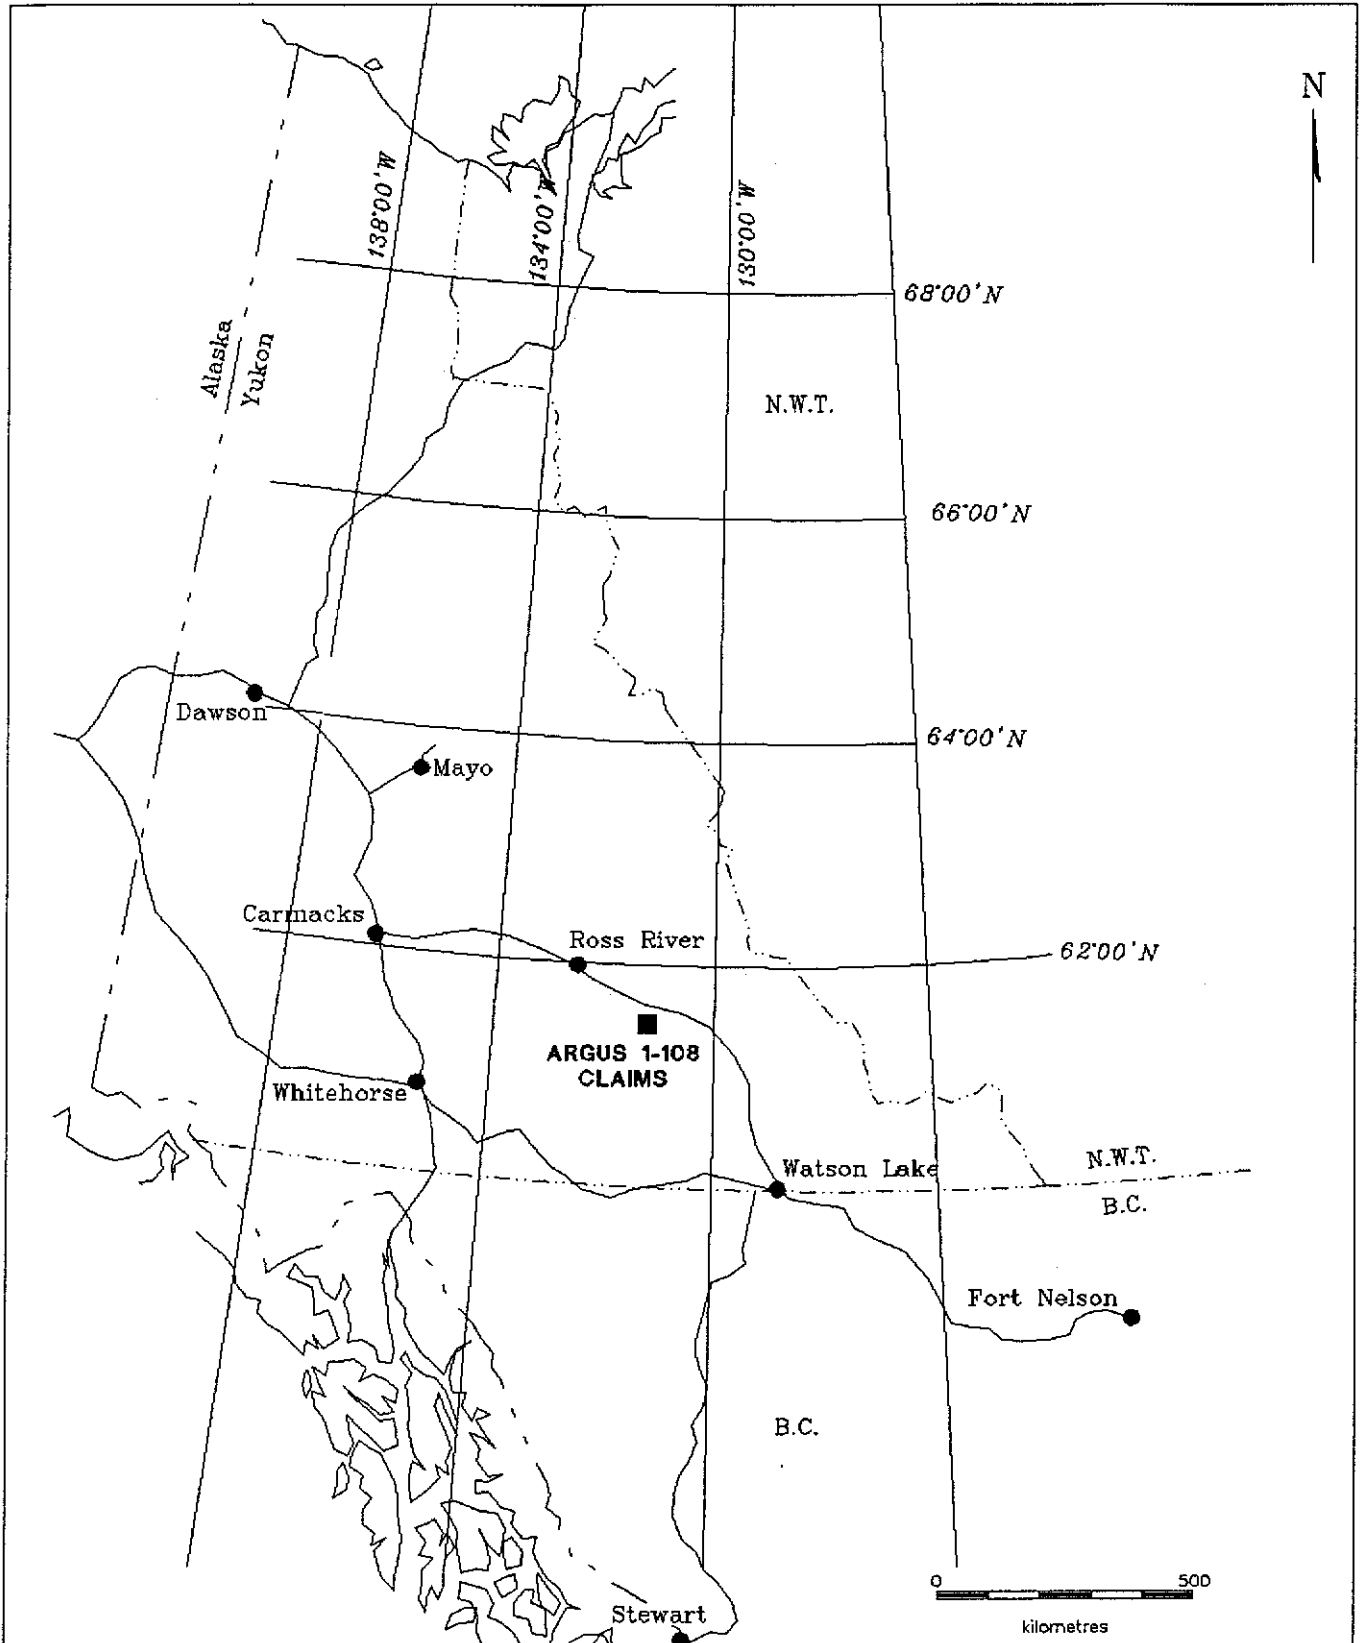 N
138°00'W
134°00'W
130°00'W
68°00'N
Alaska
Yukon
N.W.T.
66°00'N
Dawson
64°00'N
Mayo
Carmacks
Ross River
62°00'N
ARGUS 1-108
CLAIMS
Whitehorse
Watson Lake
N.W.T.
B.C.
Fort Nelson
B.C.
0 500
kilometres
Stewart